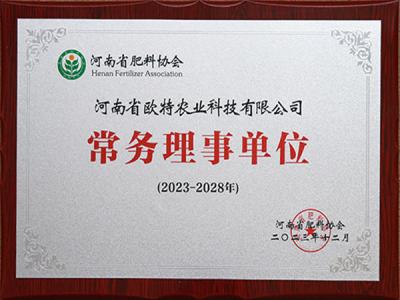 河南省肥料协会
Henan Fertilizer Association
河南省欧特农业科技有限公司
常务理事单位
(2023-2028年)
河南省肥料协会
二〇二三年十二月